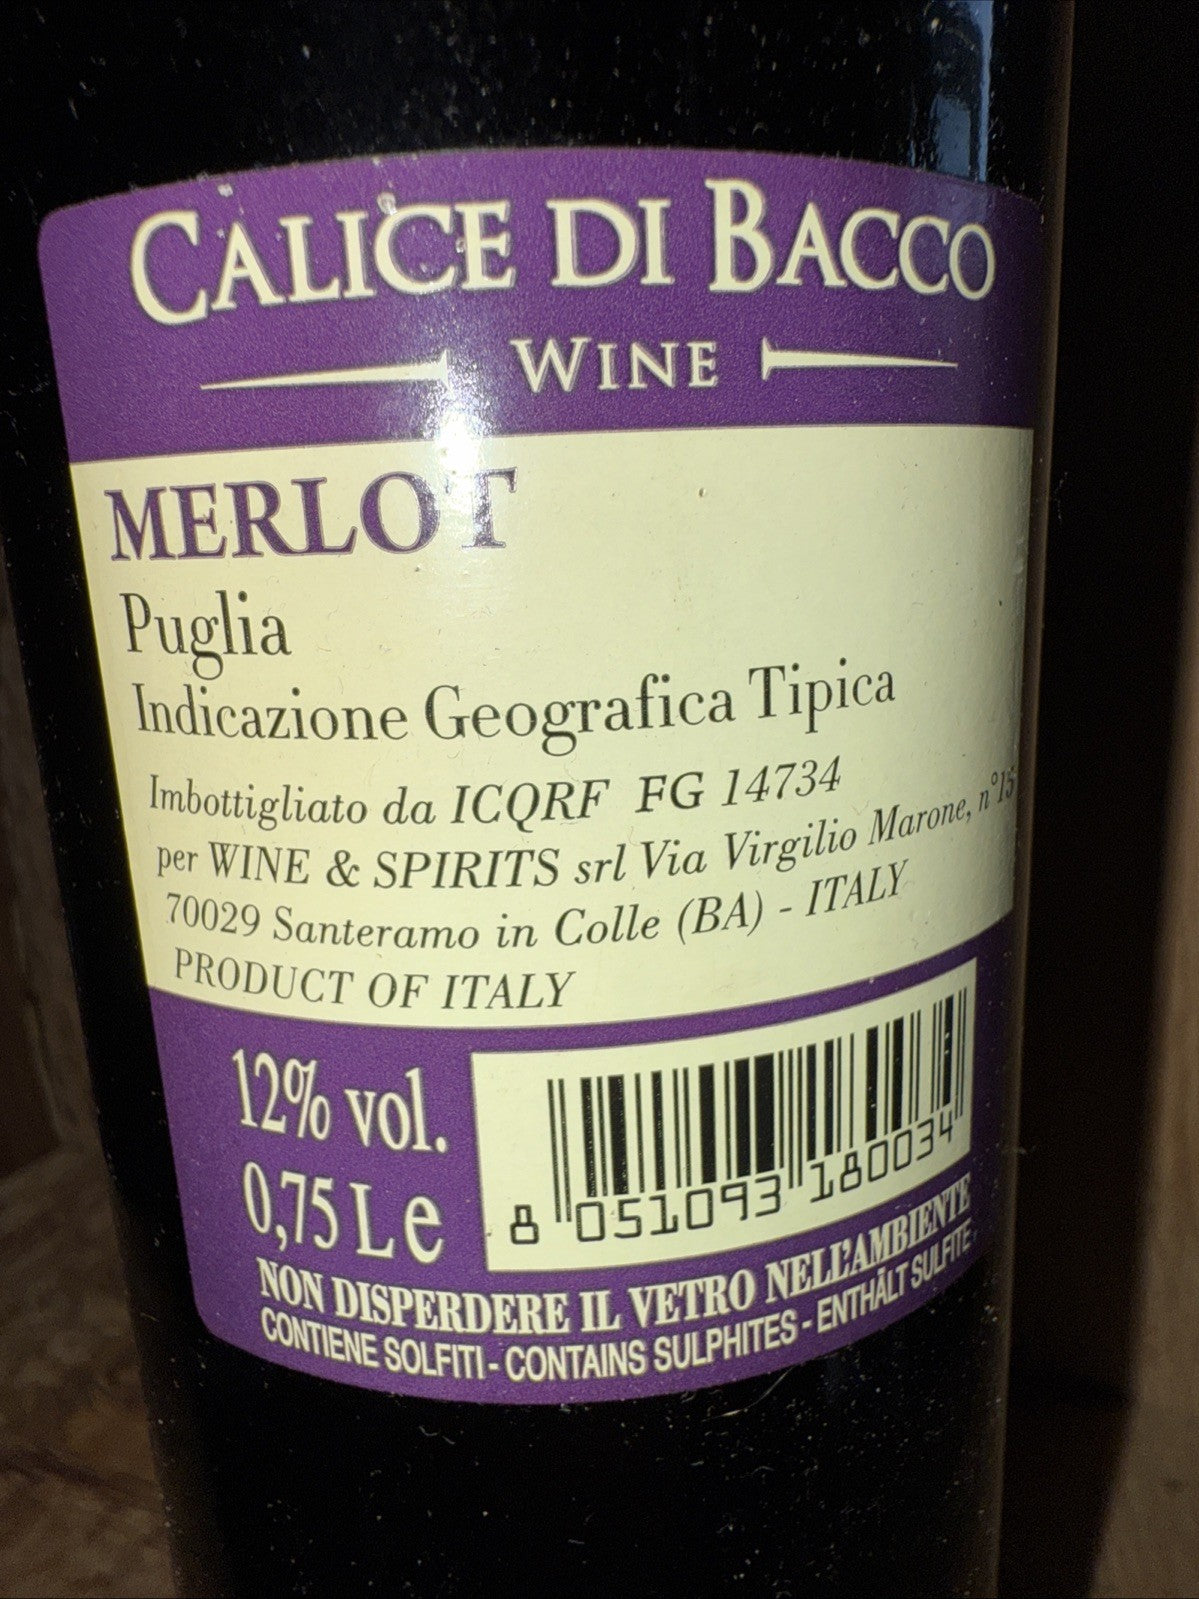 CALICE DI BACCO
WINE
MERLOT
Puglia
Indicazione Geografica Tipica
Imbottigliato da ICQRF FG 14734
per WINE & SPIRITS srl Via Virgilio Marone, n°15
70029 Santeramo in Colle (BA) - ITALY
PRODUCT OF ITALY
12% vol.
0,75 L e
8 051093 180034
NON DISPERDERE IL VETRO NELL'AMBIENTE
CONTIENE SOLFITI - CONTAINS SULPHITES - ENTHÄLT SULFITE